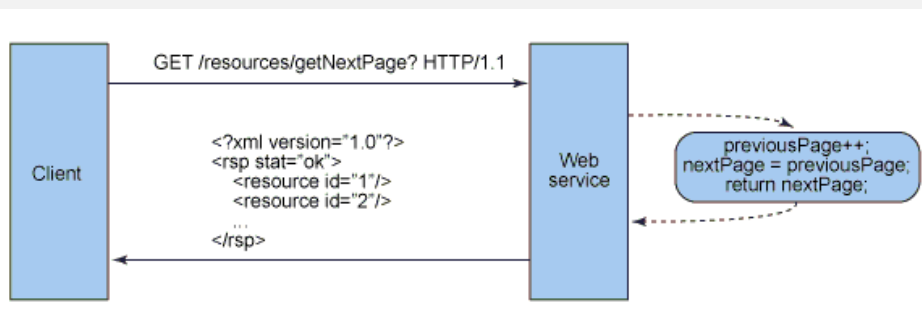 GET /resources/getNextPage? HTTP/1.1
Client
<?xml version="1.0"?>
<rsp stat="ok">
<resource id="1"/>
<resource id="2"/>
...
</rsp>
Web
service
previousPage++;
nextPage = previousPage;
return nextPage;